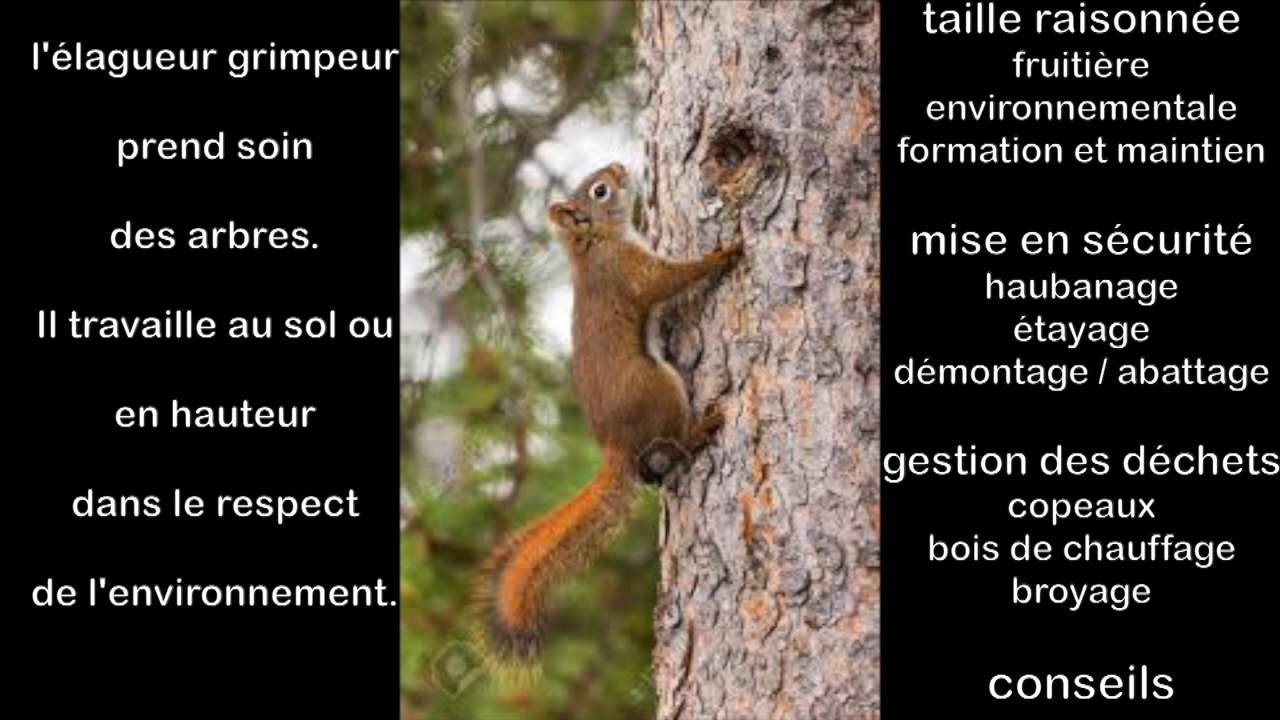 l'élagueur grimpeur
prend soin
des arbres.
Il travaille au sol ou
en hauteur
dans le respect
de l'environnement.
taille raisonnée
fruitière
environnementale
formation et maintien
mise en sécurité
haubanage
étayage
démontage / abattage
gestion des déchets
copeaux
bois de chauffage
broyage
conseils